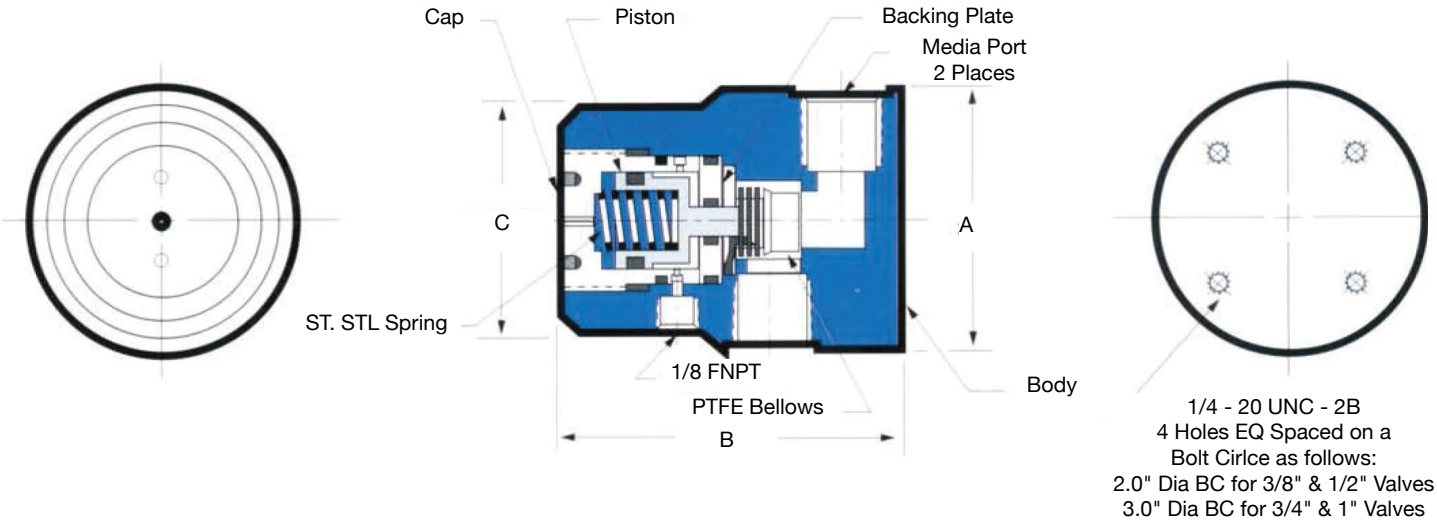 Cap
Piston
Backing Plate
Media Port
2 Places
C
A
ST. STL Spring
1/8 FNPT
PTFE Bellows
Body
B
1/4 - 20 UNC - 2B
4 Holes EQ Spaced on a
Bolt Cirlce as follows:
2.0" Dia BC for 3/8" & 1/2" Valves
3.0" Dia BC for 3/4" & 1" Valves